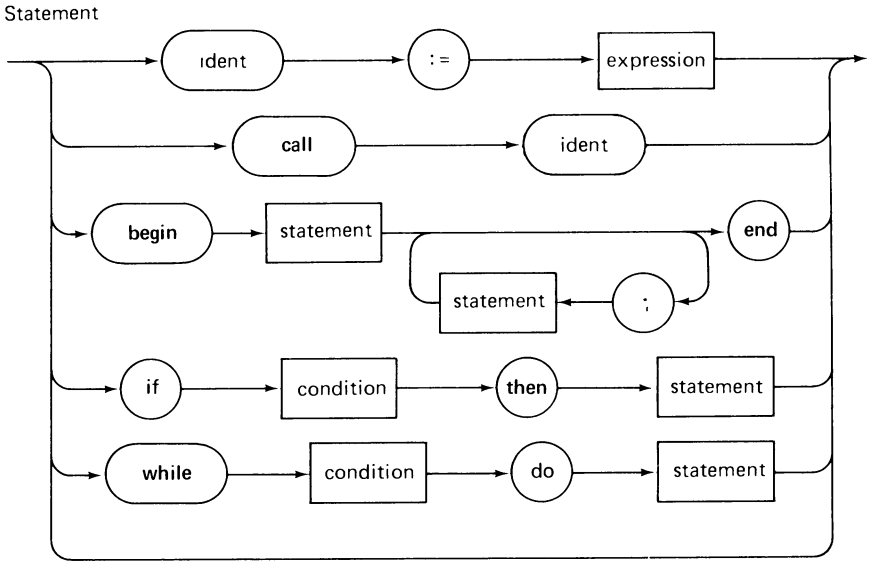 Statement
ident := expression
call ident
begin statement end
statement ;
if condition then statement
while condition do statement